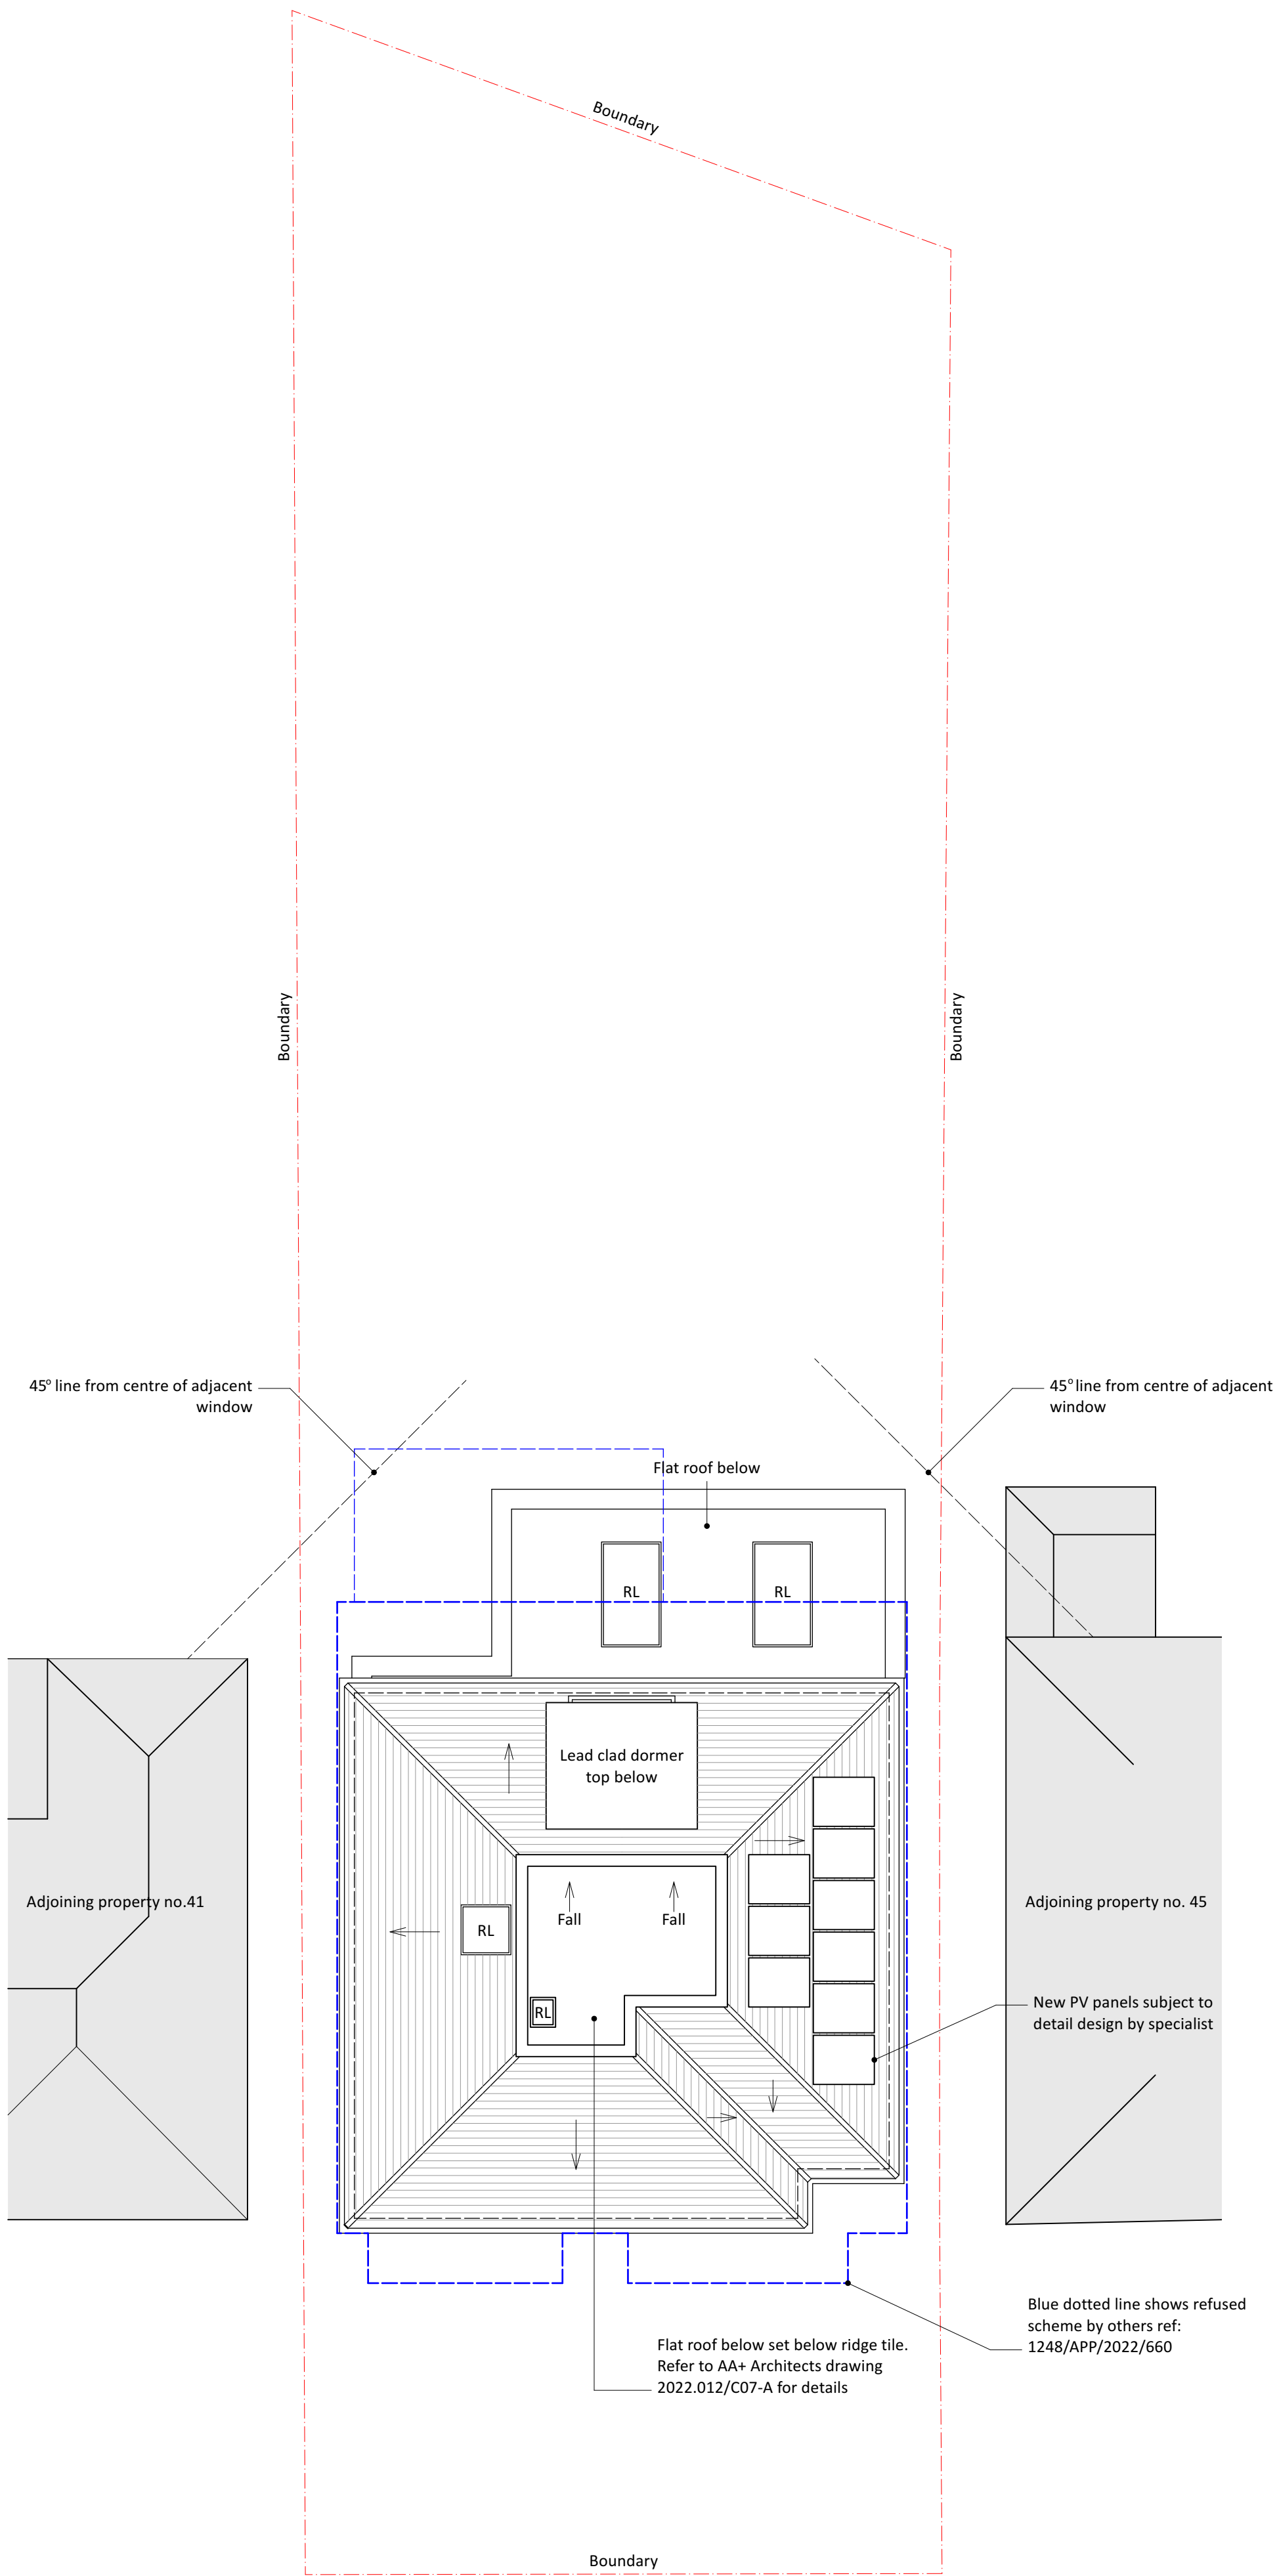 Boundary
Boundary
Boundary
45º line from centre of adjacent
window
45º line from centre of adjacent
window
Flat roof below
RL
RL
Lead clad dormer
top below
Adjoining property no.41
Adjoining property no. 45
Fall
Fall
RL
RL
New PV panels subject to
detail design by specialist
Blue dotted line shows refused
scheme by others ref:
1248/APP/2022/660
Flat roof below set below ridge tile.
Refer to AA+ Architects drawing
2022.012/C07-A for details
Boundary